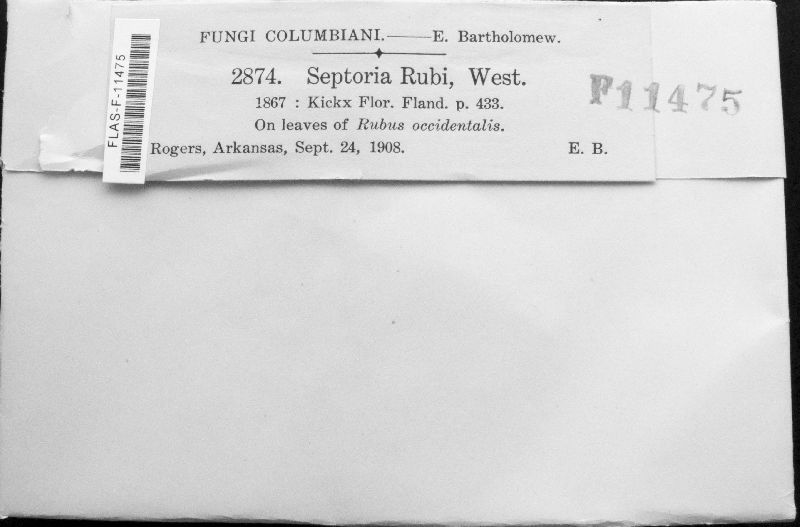 FUNGI COLUMBIANI.——E. Bartholomew.
2874. Septoria Rubi, West.
1867 : Kickx Flor. Fland. p. 433.
On leaves of Rubus occidentalis.
Rogers, Arkansas, Sept. 24, 1908. E. B.
F11475
FLAS-F-11475